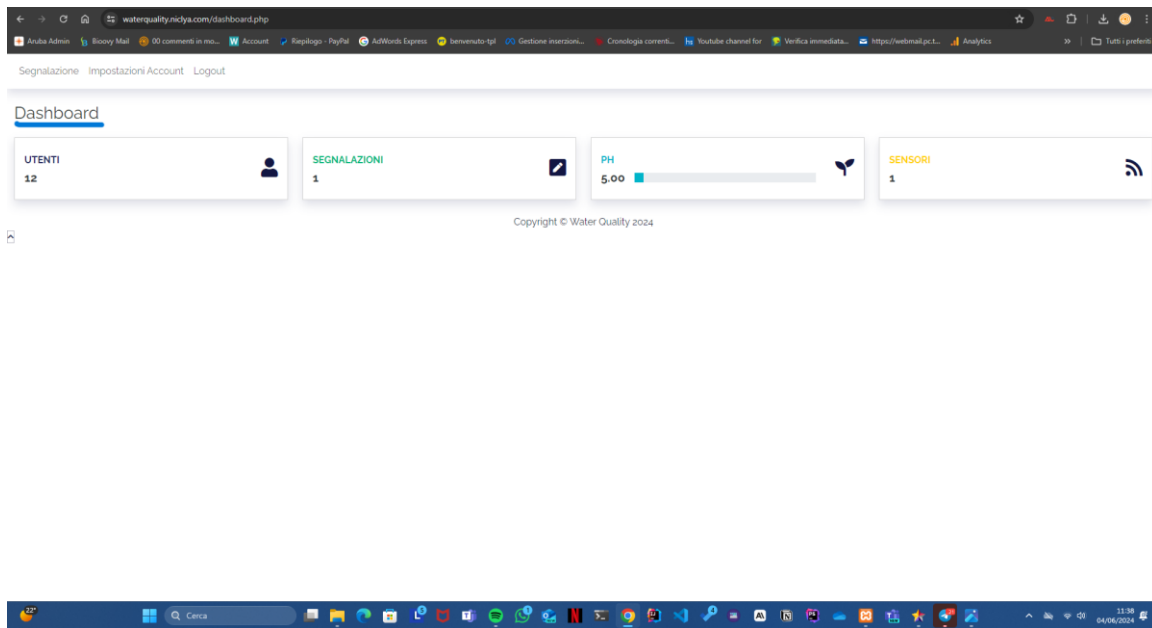 waterquality.niclya.com/dashboard.php
Aruba Admin Bioovy Mail 00 commenti in mo... Account Riepilogo - PayPal AdWords Express benvenuto-tpl Gestione inserzioni... Cronologia correnti... Youtube channel for Verifica immediata... https://webmail.pc.t... Analytics » Tutti i preferiti
Segnalazione Impostazioni Account Logout
Dashboard
UTENTI SEGNALAZIONI PH SENSORI
12 1 5.00 1
Copyright © Water Quality 2024
22°
Cerca
11:38
04/06/2024